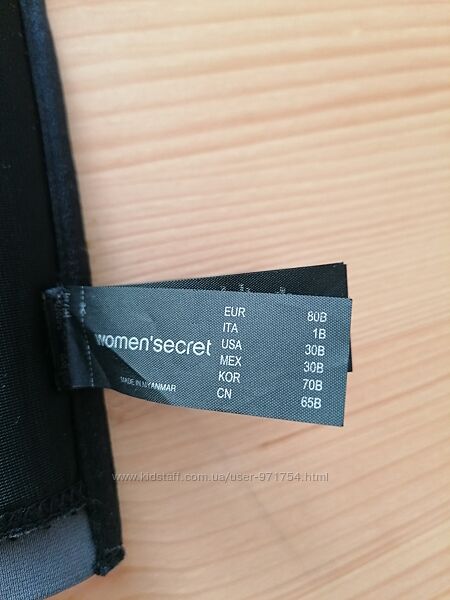 women'secret
MADE IN MYANMAR
EUR 80B
ITA 1B
USA 30B
MEX 30B
KOR 70B
CN 65B
www.kidstaff.com.ua/user-971754.html